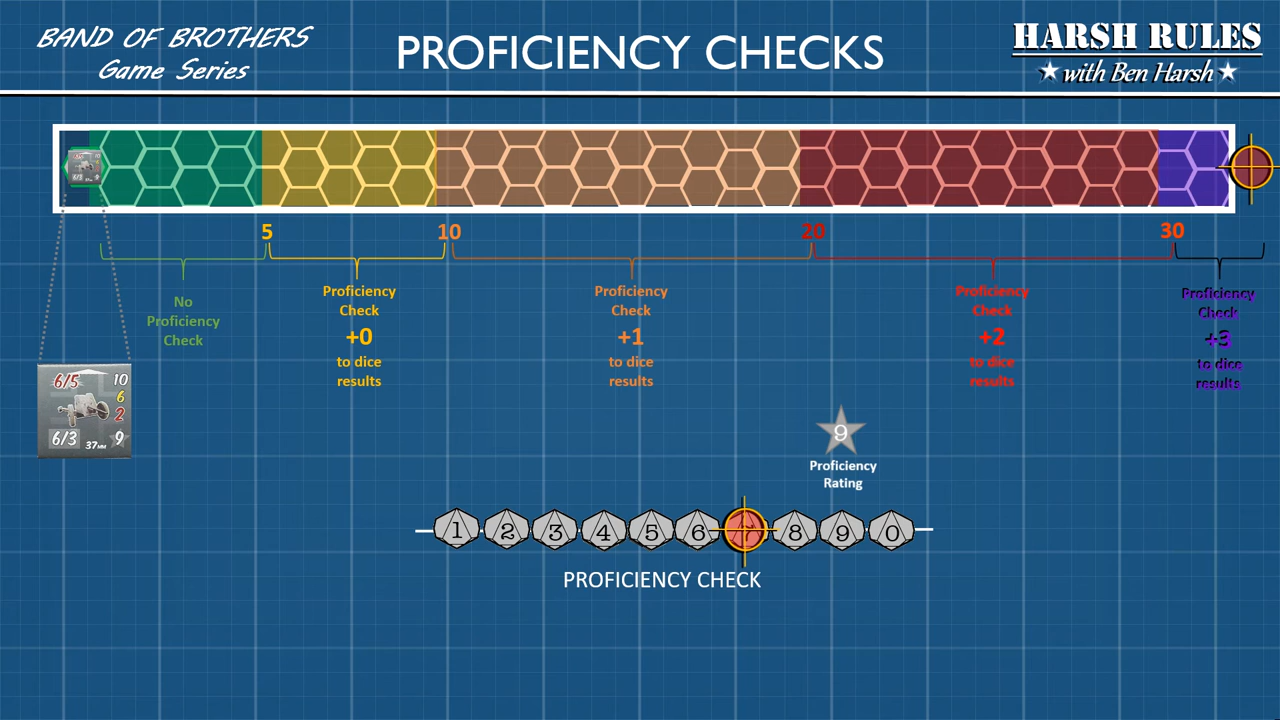 BAND OF BROTHERS
Game Series
PROFICIENCY CHECKS
HARSH RULES
with Ben Harsh
5
10
20
30
No
Proficiency
Check
Proficiency
Check
+0
to dice
results
Proficiency
Check
+1
to dice
results
Proficiency
Check
+2
to dice
results
Proficiency
Check
+3
to dice
results
6/5 10
6
2
6/3 37MM 9
9
Proficiency
Rating
1 2 3 4 5 6 7 8 9 0
PROFICIENCY CHECK